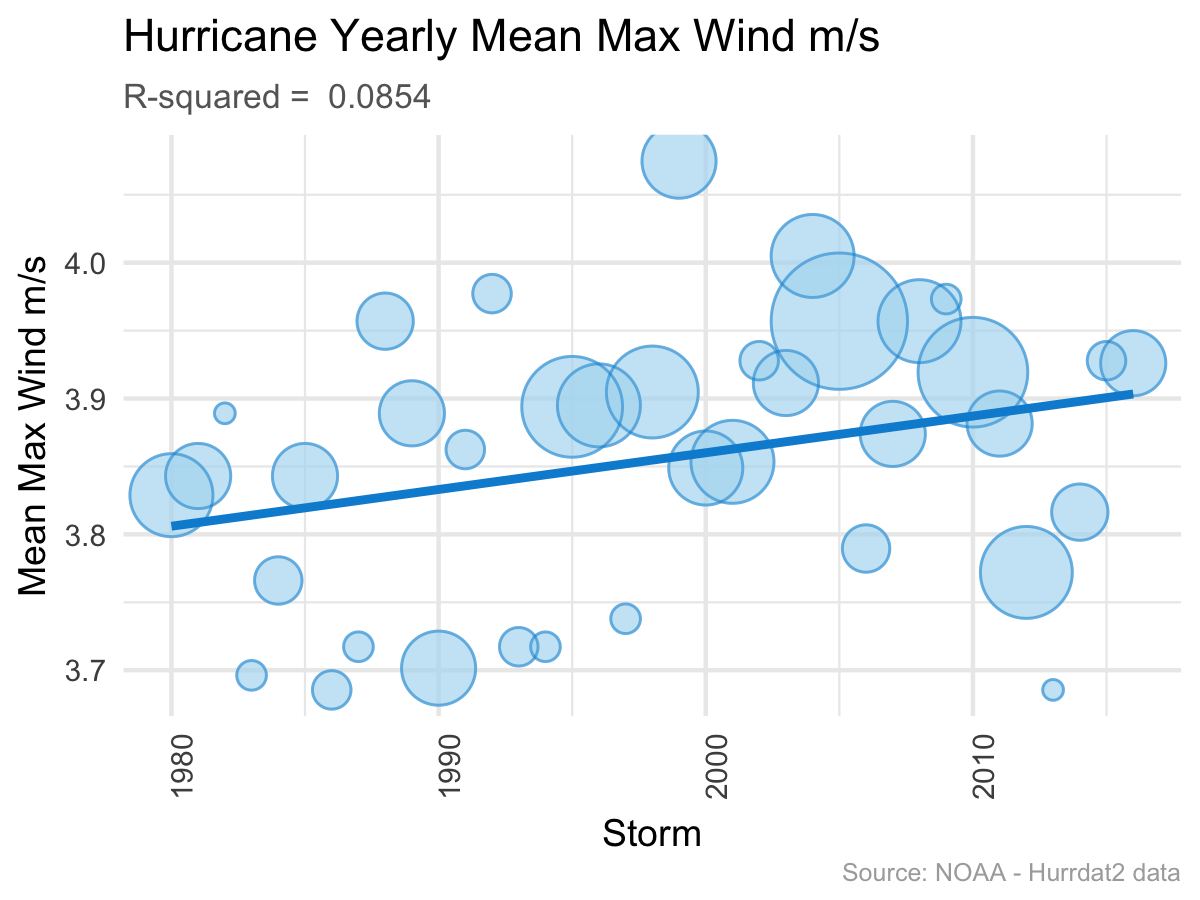 Hurricane Yearly Mean Max Wind m/s
R-squared =  0.0854
Mean Max Wind m/s
4.0
3.9
3.8
3.7
1980
1990
2000
2010
Storm
Source: NOAA - Hurrdat2 data